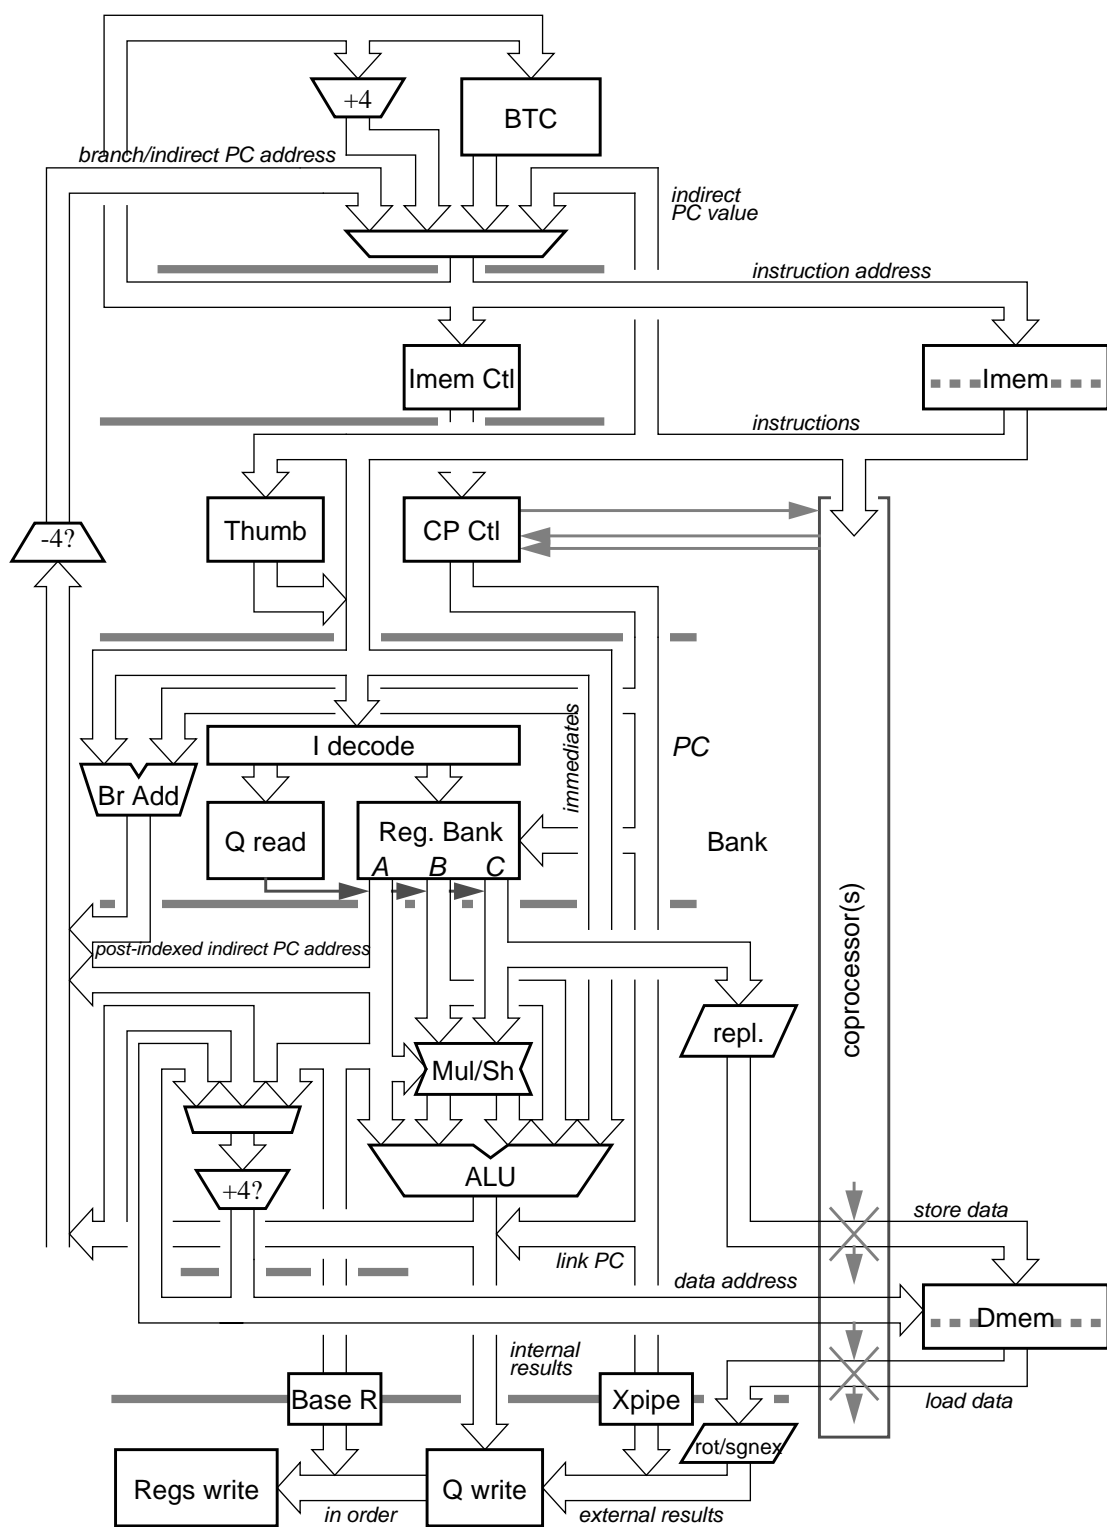 +4
BTC
branch/indirect PC address
indirect
PC value
instruction address
Imem Ctl
Imem
instructions
Thumb
CP Ctl
-4?
immediates
PC
I decode
Br Add
Q read
Reg. Bank
A B C
Bank
coprocessor(s)
post-indexed indirect PC address
repl.
Mul/Sh
ALU
+4?
store data
link PC
data address
Dmem
internal
results
load data
Base R
Xpipe
rot/sgnex
Regs write
Q write
in order
external results